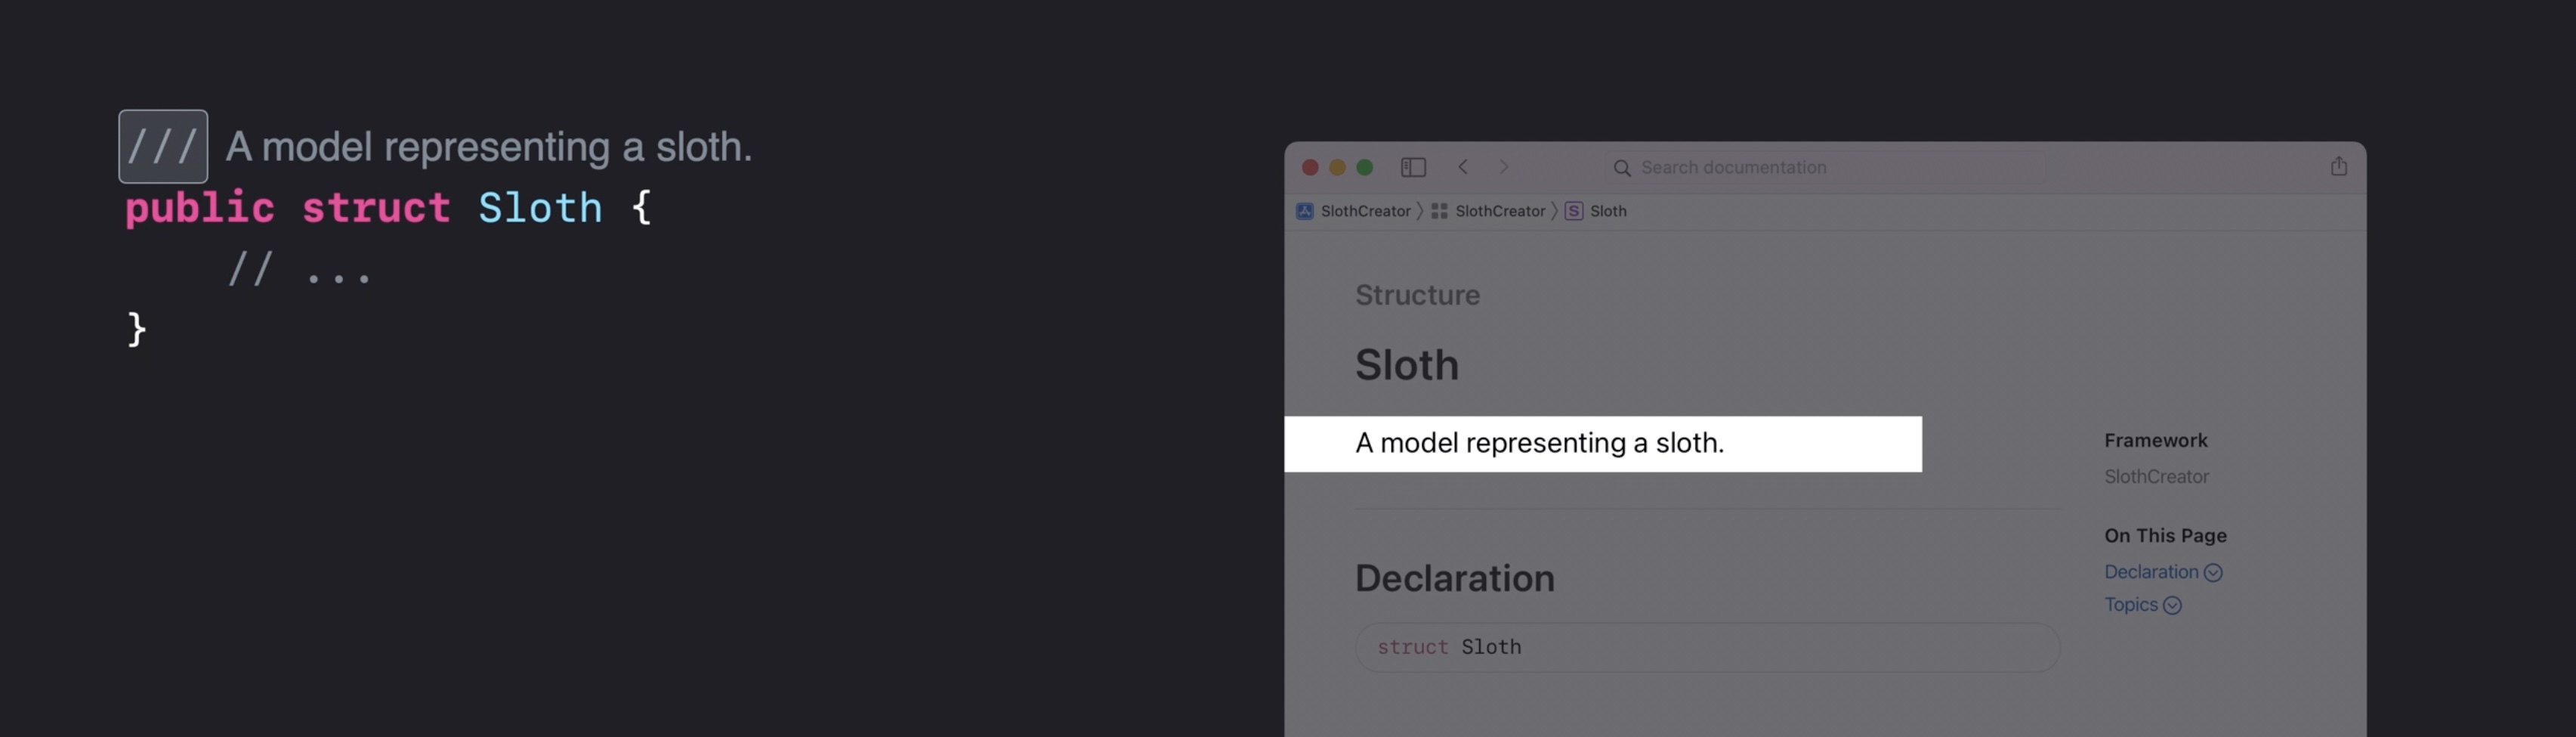 /// A model representing a sloth.
public struct Sloth {
// ...
}
Search documentation
SlothCreator SlothCreator S Sloth
Structure
Sloth
A model representing a sloth.
Framework
SlothCreator
On This Page
Declaration
Topics
Declaration
struct Sloth